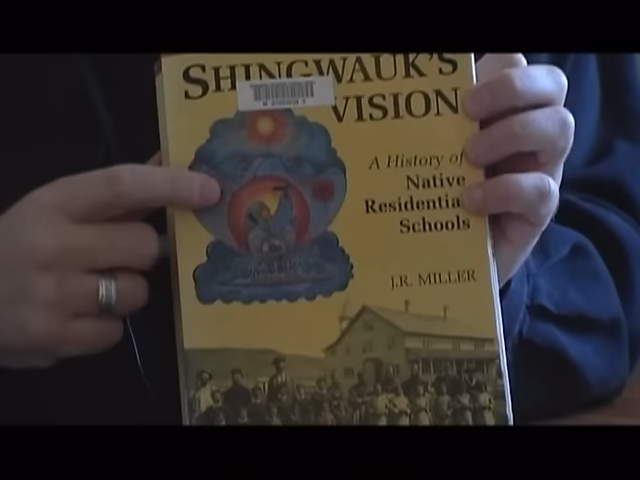 SHINGWAUK'S
VISION
A History of
Native
Residential
Schools
J.R. MILLER